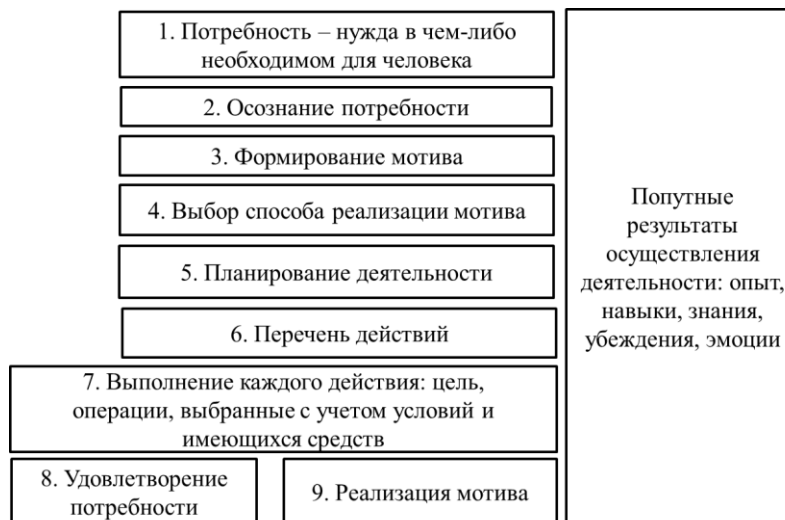 1. Потребность – нужда в чем-либо
необходимом для человека
2. Осознание потребности
3. Формирование мотива
4. Выбор способа реализации мотива
5. Планирование деятельности
6. Перечень действий
7. Выполнение каждого действия: цель,
операции, выбранные с учетом условий и
имеющихся средств
8. Удовлетворение
потребности
9. Реализация мотива
Попутные
результаты
осуществления
деятельности: опыт,
навыки, знания,
убеждения, эмоции